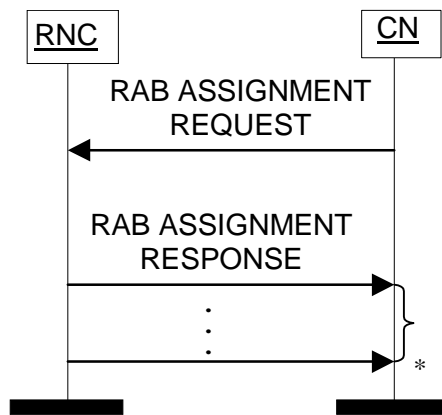 RNC
CN
RAB ASSIGNMENT
REQUEST
RAB ASSIGNMENT
RESPONSE
*